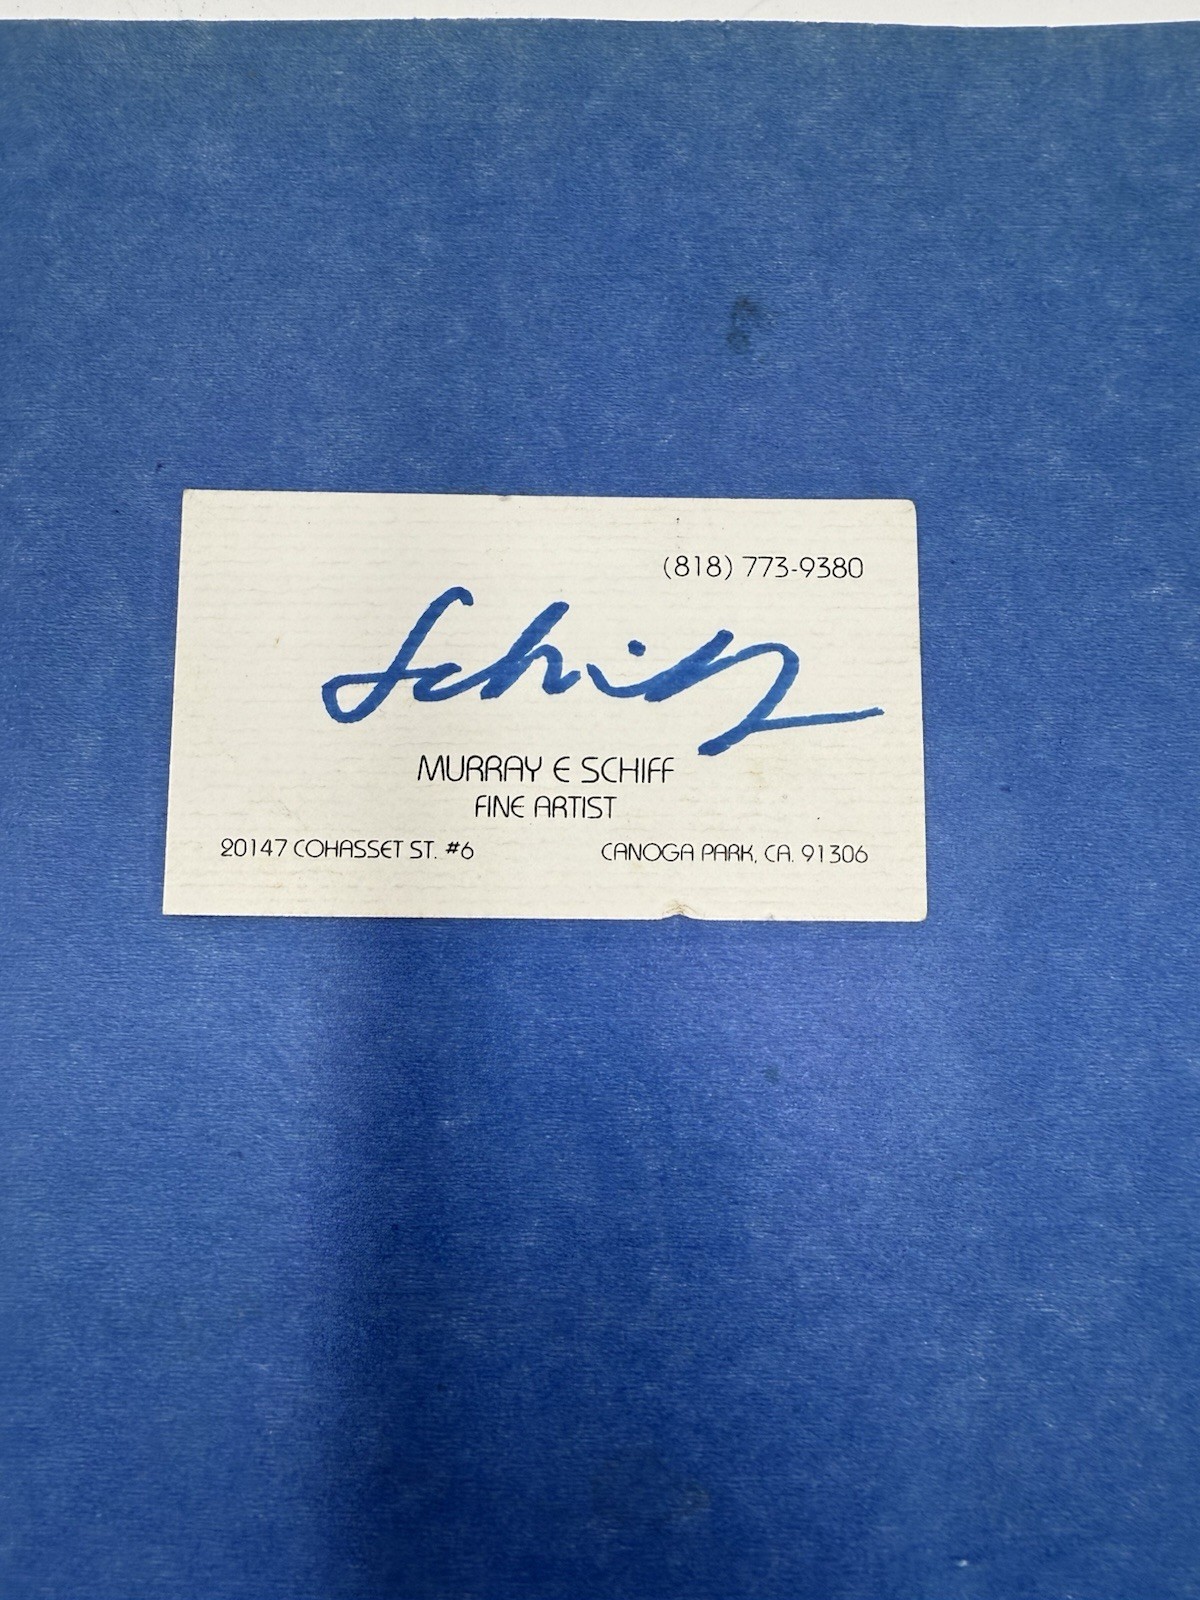 (818) 773-9380
Schiff
MURRAY E SCHIFF
FINE ARTIST
20147 COHASSET ST. #6 CANOGA PARK, CA. 91306